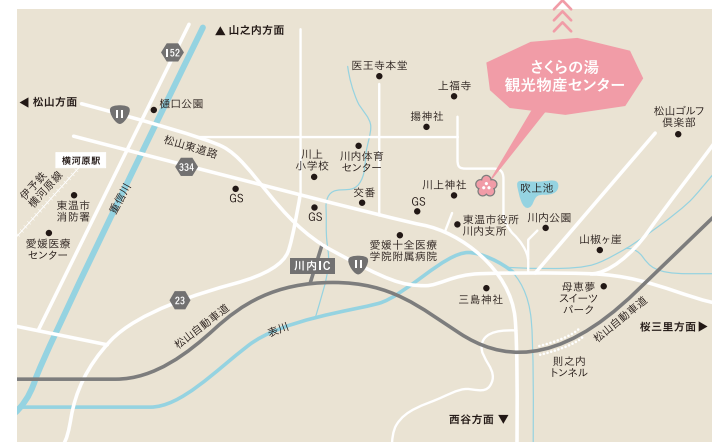 152
▲ 山之内方面
さくらの湯
観光物産センター
医王寺本堂
上福寺
◀ 松山方面
11
樋口公園
揚神社
松山ゴルフ
倶楽部
松山東道路
334
横河原駅
伊予鉄
横河原線
川上
小学校
川内体育
センター
川上神社
吹上池
東温市
消防署
重信川
GS
GS
交番
GS
東温市役所
川内支所
川内公園
愛媛医療
センター
愛媛十全医療
学院附属病院
山椒ヶ崖
川内IC
11
23
三島神社
母恵夢
スイーツ
パーク
松山自動車道
表川
松山自動車道
桜三里方面▶
則之内
トンネル
西谷方面 ▼